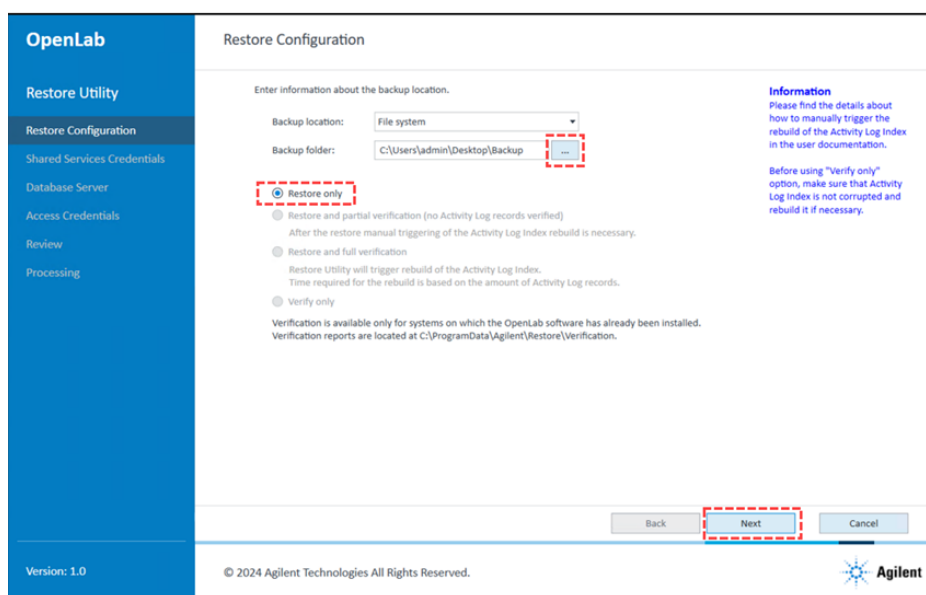 OpenLab
Restore Configuration
Restore Utility
Restore Configuration
Shared Services Credentials
Database Server
Access Credentials
Review
Processing
Enter information about the backup location.
Backup location:
File system
Backup folder:
C:\Users\admin\Desktop\Backup
...
Restore only
Restore and partial verification (no Activity Log records verified)
After the restore manual triggering of the Activity Log Index rebuild is necessary.
Restore and full verification
Restore Utility will trigger rebuild of the Activity Log Index.
Time required for the rebuild is based on the amount of Activity Log records.
Verify only
Verification is available only for systems on which the OpenLab software has already been installed.
Verification reports are located at C:\ProgramData\Agilent\Restore\Verification.
Information
Please find the details about
how to manually trigger the
rebuild of the Activity Log Index
in the user documentation.
Before using "Verify only"
option, make sure that Activity
Log Index is not corrupted and
rebuild it if necessary.
Back
Next
Cancel
Version: 1.0
© 2024 Agilent Technologies All Rights Reserved.
Agilent